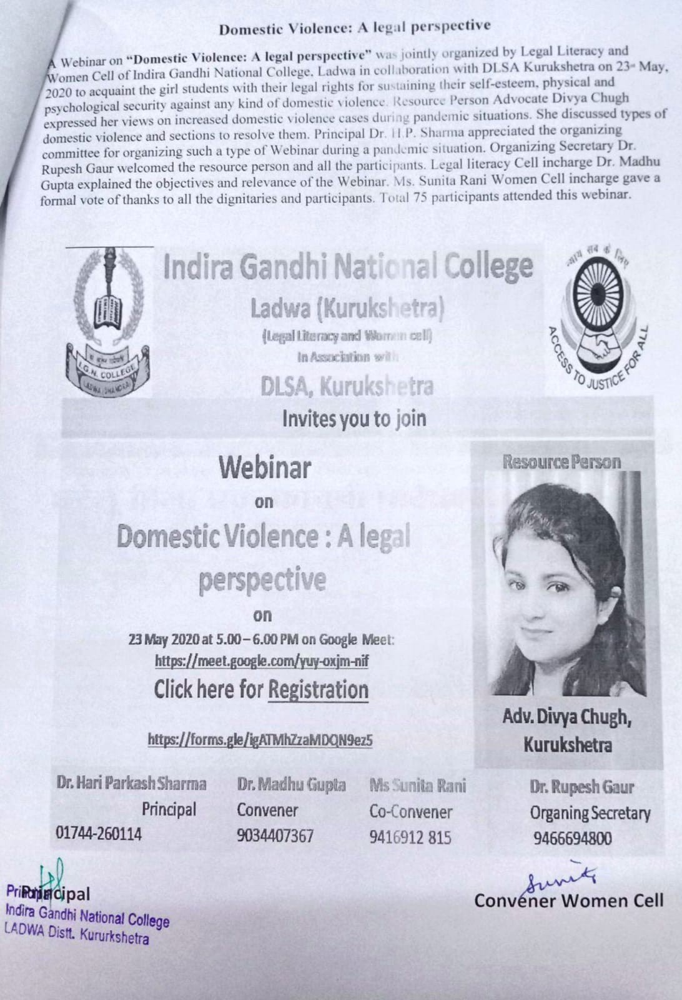 Domestic Violence: A legal perspective
A Webinar on “Domestic Violence: A legal perspective” was jointly organized by Legal Literacy and
Women Cell of Indira Gandhi National College, Ladwa in collaboration with DLSA Kurukshetra on 23rd May,
2020 to acquaint the girl students with their legal rights for sustaining their self-esteem, physical and
psychological security against any kind of domestic violence. Resource Person Advocate Divya Chugh
expressed her views on increased domestic violence cases during pandemic situations. She discussed types of
domestic violence and sections to resolve them. Principal Dr. H.P. Sharma appreciated the organizing
committee for organizing such a type of Webinar during a pandemic situation. Organizing Secretary Dr.
Rupesh Gaur welcomed the resource person and all the participants. Legal literacy Cell incharge Dr. Madhu
Gupta explained the objectives and relevance of the Webinar. Ms. Sunita Rani Women Cell incharge gave a
formal vote of thanks to all the dignitaries and participants. Total 75 participants attended this webinar.
I.G.N. COLLEGE
Indira Gandhi National College
Ladwa (Kurukshetra)
(Legal Literacy and Women cell)
In Association with
DLSA, Kurukshetra
न्याय सब के लिए
ACCESS TO JUSTICE FOR ALL
Invites you to join
Webinar
on
Domestic Violence : A legal
perspective
on
23 May 2020 at 5.00 – 6.00 PM on Google Meet:
https://meet.google.com/yuy-oxjm-nif
Click here for Registration
https://forms.gle/igATMhZzaMDQN9ez5
Resource Person
Adv. Divya Chugh,
Kurukshetra
Dr. Hari Parkash Sharma
Principal
01744-260114
Dr. Madhu Gupta
Convener
9034407367
Ms Sunita Rani
Co-Convener
9416912 815
Dr. Rupesh Gaur
Organing Secretary
9466694800
Principal
Principal
Indira Gandhi National College
LADWA Distt. Kururkshetra
Sunita
Convener Women Cell